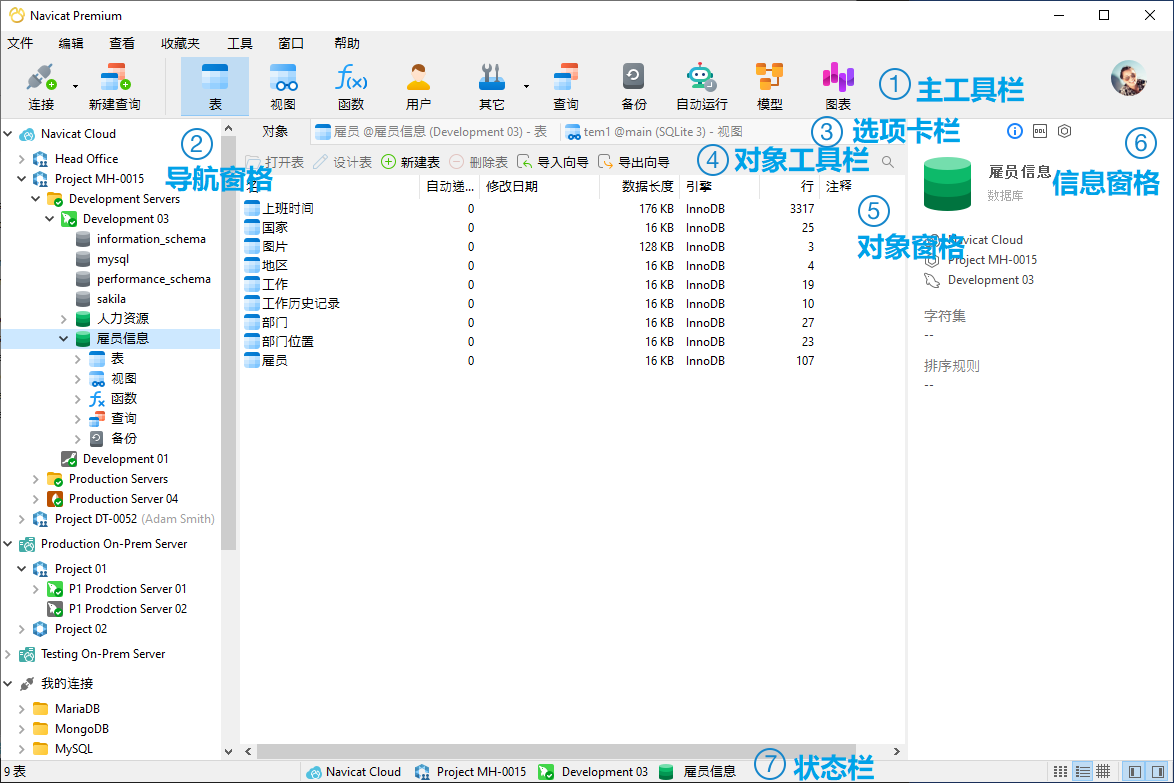 Navicat Premium
文件 编辑 查看 收藏夹 工具 窗口 帮助
连接 新建查询 表 视图 函数 用户 其它 查询 备份 自动运行 模型 图表
① 主工具栏
Navicat Cloud
Head Office
Project MH-0015
Development Servers
Development 03
information_schema
mysql
performance_schema
sakila
人力资源
雇员信息
表
视图
函数
查询
备份
Development 01
Production Servers
Production Server 04
Project DT-0052 (Adam Smith)
Production On-Prem Server
Project 01
P1 Prodction Server 01
P1 Prodction Server 02
Project 02
Testing On-Prem Server
我的连接
MariaDB
MongoDB
MySQL
② 导航窗格
对象 雇员 @雇员信息 (Development 03) - 表 tem1 @main (SQLite 3) - 视图
③ 选项卡栏
打开表 设计表 新建表 删除表 导入向导 导出向导
④ 对象工具栏
名 自动递... 修改日期 数据长度 引擎 行 注释
上班时间 0 176 KB InnoDB 3317
国家 0 16 KB InnoDB 25
图片 0 128 KB InnoDB 3
地区 0 16 KB InnoDB 4
工作 0 16 KB InnoDB 19
工作历史记录 0 16 KB InnoDB 10
部门 0 16 KB InnoDB 27
部门位置 0 16 KB InnoDB 23
雇员 0 16 KB InnoDB 107
⑤ 对象窗格
DDL
⑥ 信息窗格
雇员信息
数据库
Navicat Cloud
Project MH-0015
Development 03
字符集
--
排序规则
--
9 表 Navicat Cloud Project MH-0015 Development 03 雇员信息
⑦ 状态栏